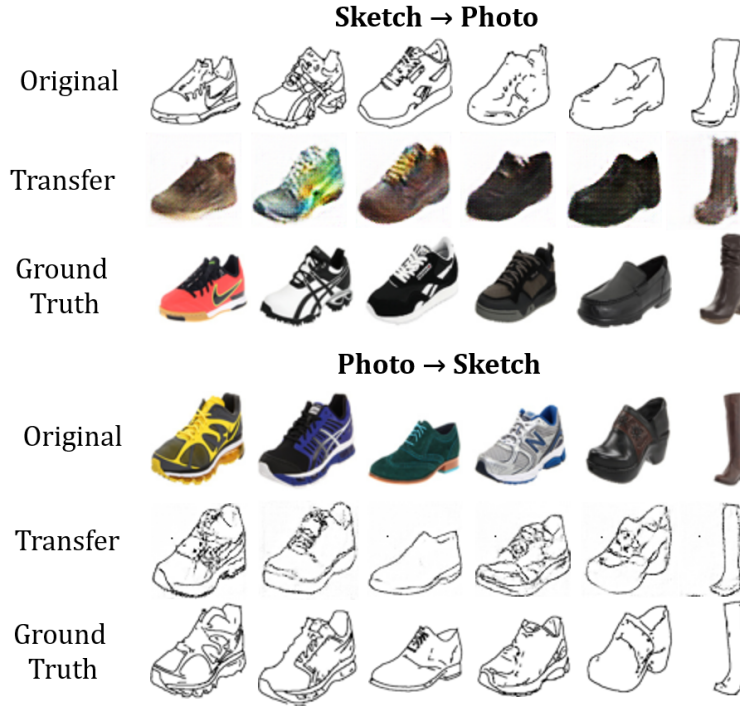 Sketch → Photo
Original
Transfer
Ground
Truth
Photo → Sketch
Original
N
Transfer
Ground
Truth